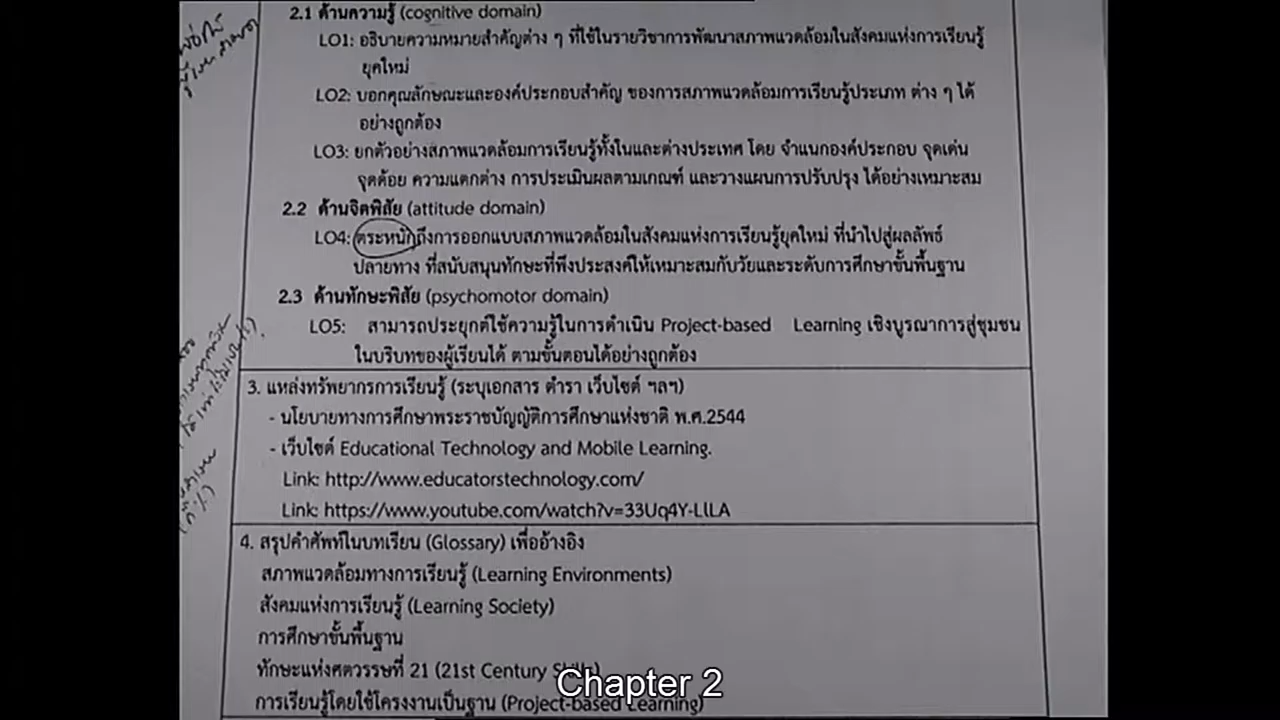 2.1 ด้านความรู้ (cognitive domain)
LO1: อธิบายความหมายสำคัญต่าง ๆ ที่ใช้ในรายวิชาการพัฒนาสภาพแวดล้อมในสังคมแห่งการเรียนรู้
ยุคใหม่
LO2: บอกคุณลักษณะและองค์ประกอบสำคัญ ของการสภาพแวดล้อมการเรียนรู้ประเภท ต่าง ๆ ได้
อย่างถูกต้อง
LO3: ยกตัวอย่างสภาพแวดล้อมการเรียนรู้ทั้งในและต่างประเทศ โดย จำแนกองค์ประกอบ จุดเด่น
จุดด้อย ความแตกต่าง การประเมินผลตามเกณฑ์ และวางแผนการปรับปรุง ได้อย่างเหมาะสม
2.2 ด้านจิตพิสัย (attitude domain)
LO4: ตระหนักถึงการออกแบบสภาพแวดล้อมในสังคมแห่งการเรียนรู้ยุคใหม่ ที่นำไปสู่ผลลัพธ์
ปลายทาง ที่สนับสนุนทักษะที่พึงประสงค์ให้เหมาะสมกับวัยและระดับการศึกษาขั้นพื้นฐาน
2.3 ด้านทักษะพิสัย (psychomotor domain)
LO5: สามารถประยุกต์ใช้ความรู้ในการดำเนิน Project-based Learning เชิงบูรณาการสู่ชุมชน
ในบริบทของผู้เรียนได้ ตามขั้นตอนได้อย่างถูกต้อง
3. แหล่งทรัพยากรการเรียนรู้ (ระบุเอกสาร ตำรา เว็บไซต์ ฯลฯ)
- นโยบายทางการศึกษาพระราชบัญญัติการศึกษาแห่งชาติ พ.ศ.2544
- เว็บไซต์ Educational Technology and Mobile Learning.
Link: http://www.educatorstechnology.com/
Link: https://www.youtube.com/watch?v=33Uq4Y-LlLA
4. สรุปคำศัพท์ในบทเรียน (Glossary) เพื่ออ้างอิง
สภาพแวดล้อมทางการเรียนรู้ (Learning Environments)
สังคมแห่งการเรียนรู้ (Learning Society)
การศึกษาขั้นพื้นฐาน
ทักษะแห่งศตวรรษที่ 21 (21st Century Skills)
การเรียนรู้โดยใช้โครงงานเป็นฐาน (Project-based Learning)
Chapter 2